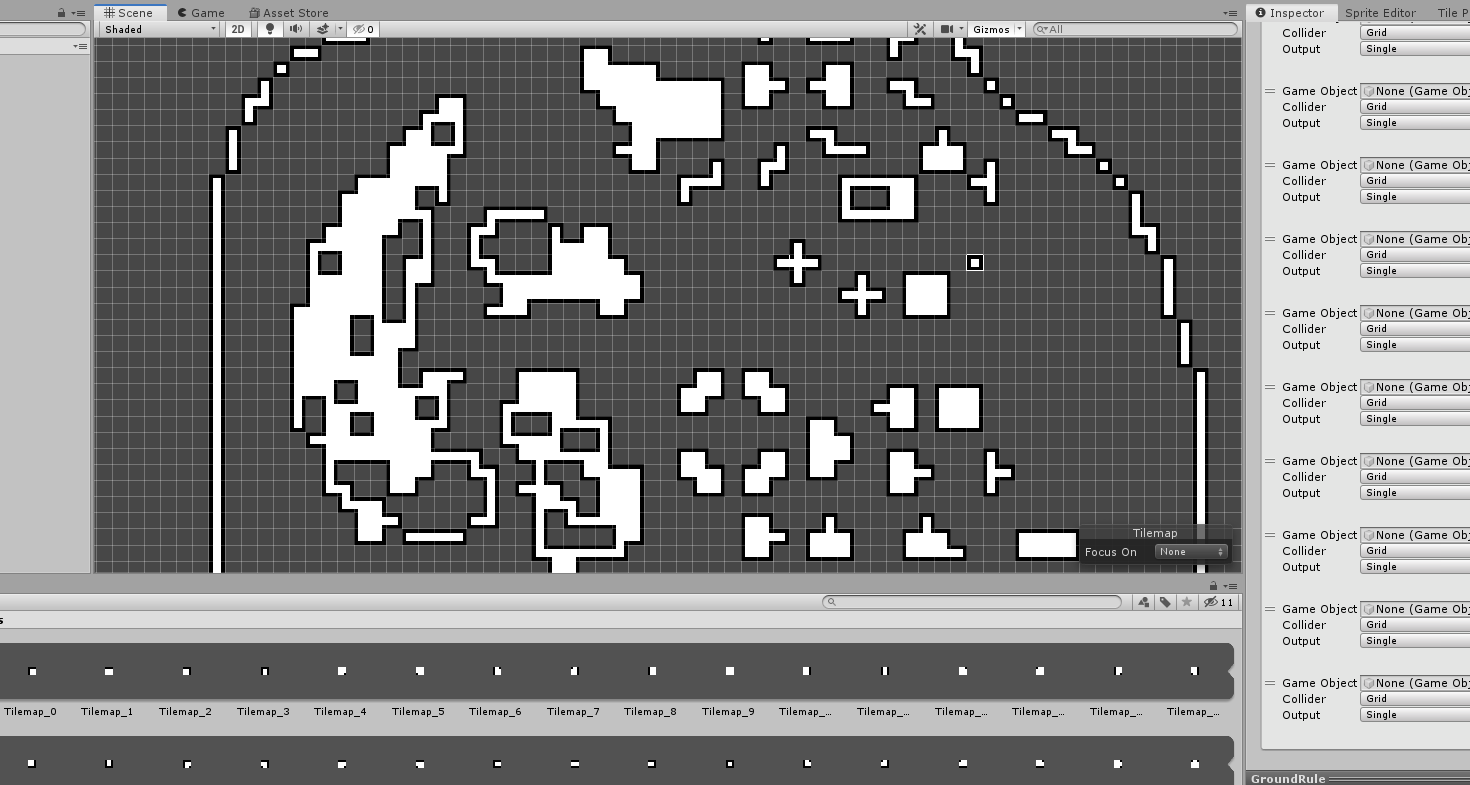 Scene Game Asset Store
Shaded 2D 0 Gizmos All
Tilemap
Focus On None
11
s
Tilemap_0 Tilemap_1 Tilemap_2 Tilemap_3 Tilemap_4 Tilemap_5 Tilemap_6 Tilemap_7 Tilemap_8 Tilemap_9 Tilemap_... Tilemap_... Tilemap_... Tilemap_... Tilemap_... Tilemap_...
Inspector Sprite Editor Tile P
Collider Grid
Output Single
Game Object None (Game Obj
Collider Grid
Output Single
Game Object None (Game Obj
Collider Grid
Output Single
Game Object None (Game Obj
Collider Grid
Output Single
Game Object None (Game Obj
Collider Grid
Output Single
Game Object None (Game Obj
Collider Grid
Output Single
Game Object None (Game Obj
Collider Grid
Output Single
Game Object None (Game Obj
Collider Grid
Output Single
Game Object None (Game Obj
Collider Grid
Output Single
Game Object None (Game Obj
Collider Grid
Output Single
GroundRule